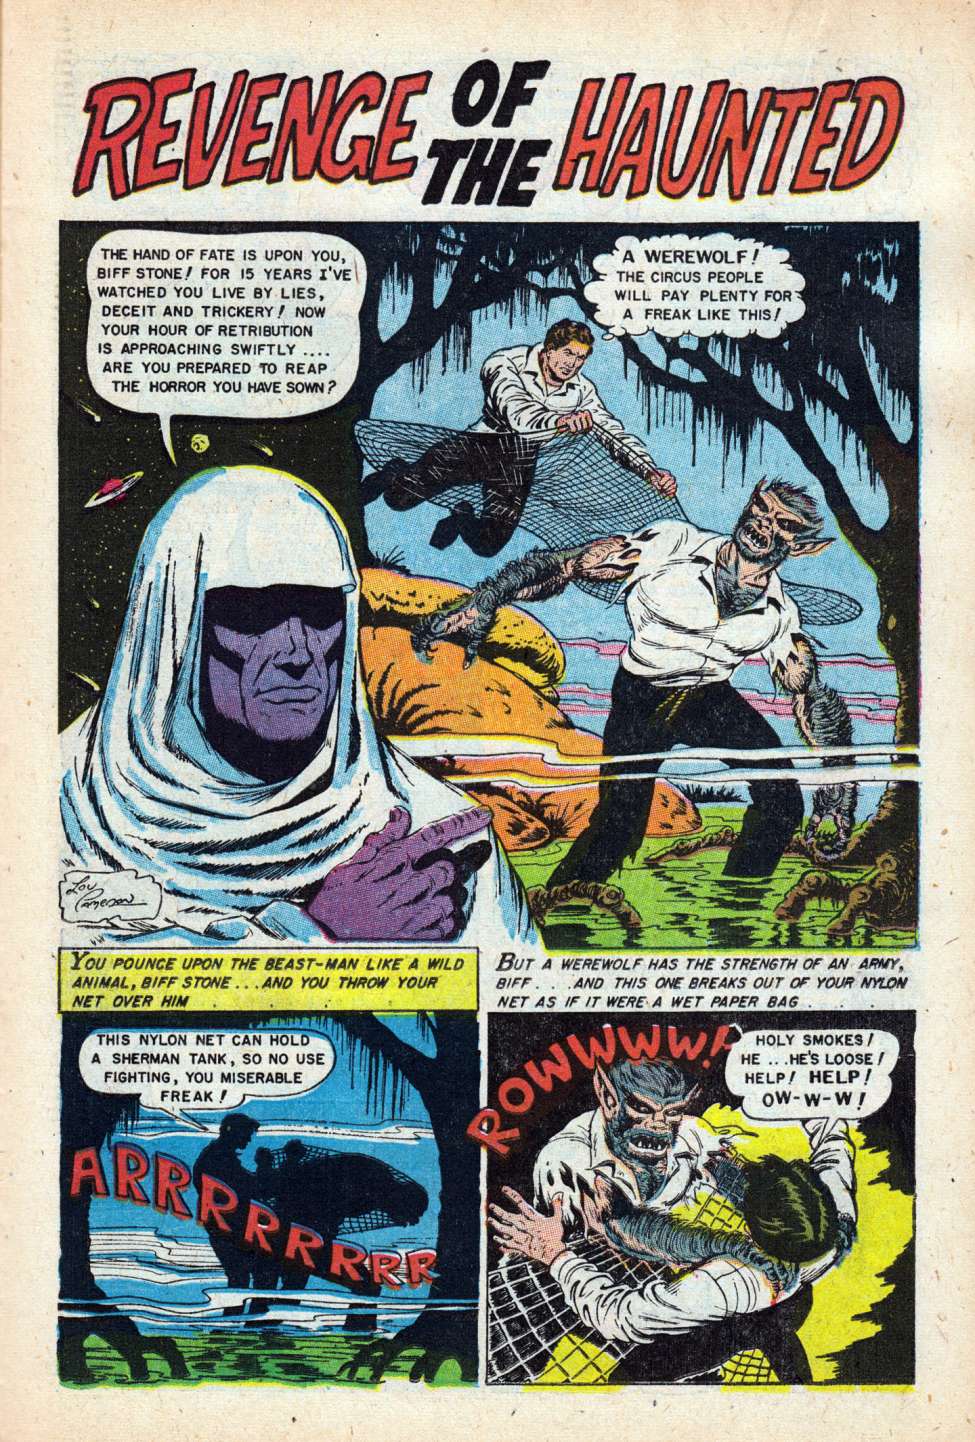 REVENGE OF THE HAUNTED
THE HAND OF FATE IS UPON YOU,
BIFF STONE! FOR 15 YEARS I'VE
WATCHED YOU LIVE BY LIES,
DECEIT AND TRICKERY! NOW
YOUR HOUR OF RETRIBUTION
IS APPROACHING SWIFTLY ....
ARE YOU PREPARED TO REAP
THE HORROR YOU HAVE SOWN?
A WEREWOLF!
THE CIRCUS PEOPLE
WILL PAY PLENTY FOR
A FREAK LIKE THIS!
Lou
Cameron
YOU POUNCE UPON THE BEAST-MAN LIKE A WILD
ANIMAL, BIFF STONE...AND YOU THROW YOUR
NET OVER HIM . . . . . .
THIS NYLON NET CAN HOLD
A SHERMAN TANK, SO NO USE
FIGHTING, YOU MISERABLE
FREAK!
ARRRRRRRRR
BUT A WEREWOLF HAS THE STRENGTH OF AN ARMY,
BIFF. . .AND THIS ONE BREAKS OUT OF YOUR NYLON
NET AS IF IT WERE A WET PAPER BAG . . . .
ROWWWW!
HOLY SMOKES!
HE ...HE'S LOOSE!
HELP! HELP!
OW-W-W!